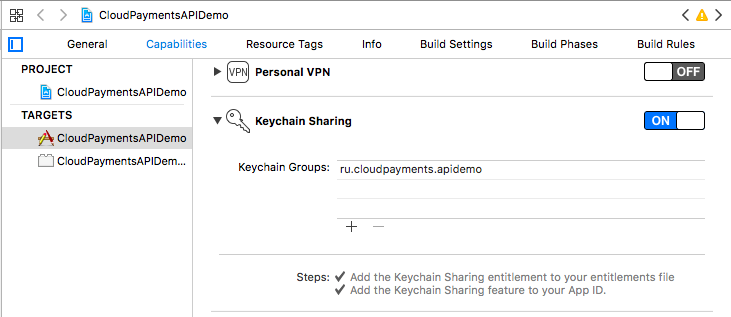 CloudPaymentsAPIDemo
General Capabilities Resource Tags Info Build Settings Build Phases Build Rules
PROJECT
CloudPaymentsAPIDemo
TARGETS
CloudPaymentsAPIDemo
CloudPaymentsAPIDem...
VPN Personal VPN OFF
Keychain Sharing ON
Keychain Groups: ru.cloudpayments.apidemo
Steps: ✔ Add the Keychain Sharing entitlement to your entitlements file
✔ Add the Keychain Sharing feature to your App ID.